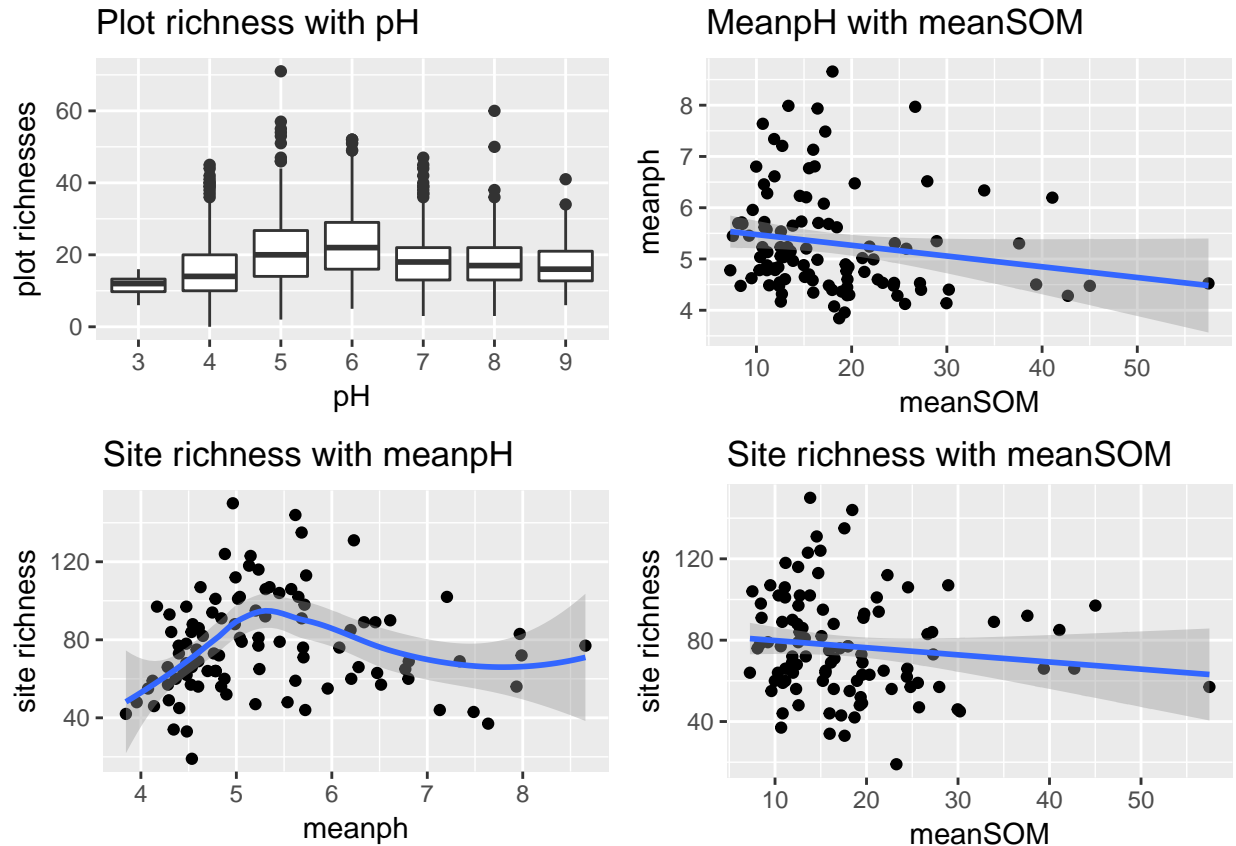 Plot richness with pH
plot richnesses
60
40
20
0
3 4 5 6 7 8 9
pH
MeanpH with meanSOM
meanph
8
7
6
5
4
10 20 30 40 50
meanSOM
Site richness with meanpH
site richness
120
80
40
4 5 6 7 8
meanph
Site richness with meanSOM
site richness
120
80
40
10 20 30 40 50
meanSOM